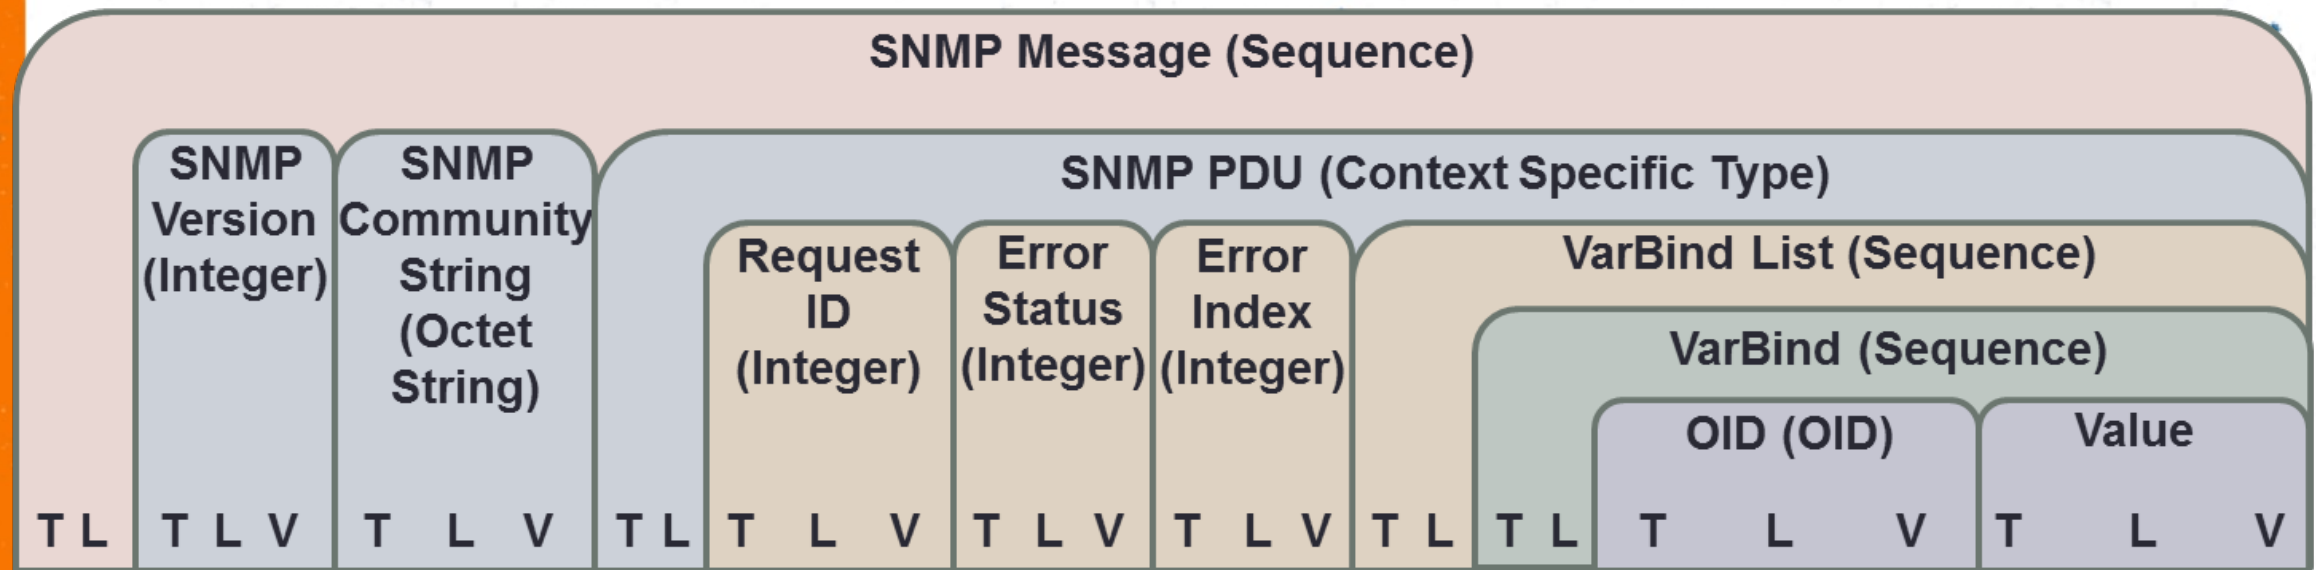 SNMP Message (Sequence)
SNMP
Version
(Integer)
SNMP
Community
String
(Octet
String)
SNMP PDU (Context Specific Type)
Request
ID
(Integer)
Error
Status
(Integer)
Error
Index
(Integer)
VarBind List (Sequence)
VarBind (Sequence)
OID (OID)
Value
T L T L V T L V T L T L V T L V T L V T L T L T L V T L V